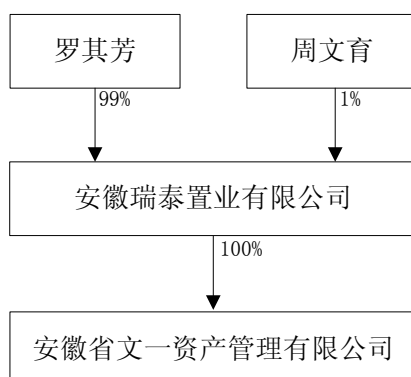 罗其芳
周文育
99%
1%
安徽瑞泰置业有限公司
100%
安徽省文一资产管理有限公司